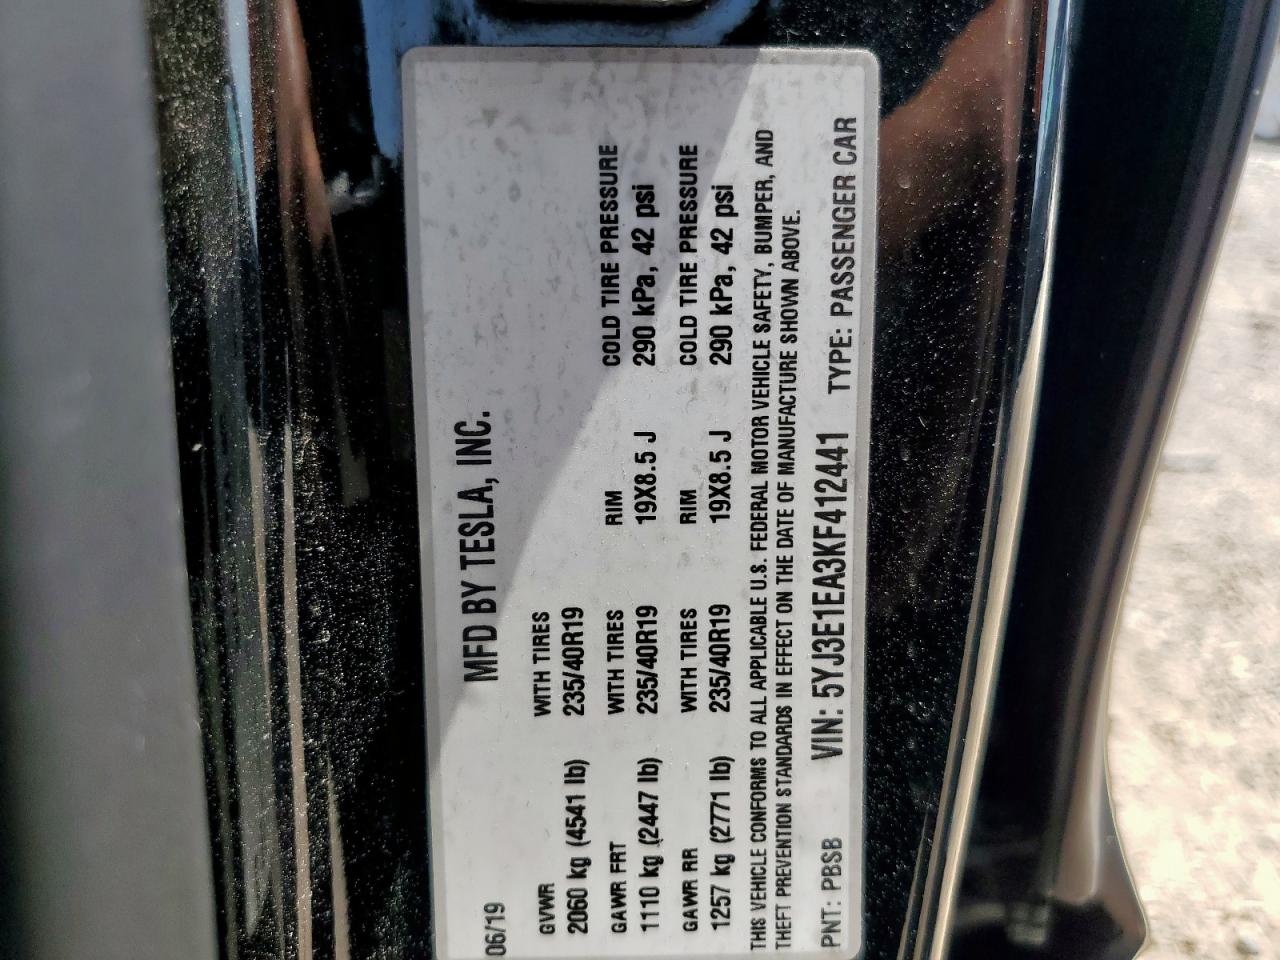 06/19 MFD BY TESLA, INC.
GVWR WITH TIRES
2060 kg (4541 lb) 235/40R19
GAWR FRT WITH TIRES RIM COLD TIRE PRESSURE
1110 kg (2447 lb) 235/40R19 19X8.5 J 290 kPa, 42 psi
GAWR RR WITH TIRES RIM COLD TIRE PRESSURE
1257 kg (2771 lb) 235/40R19 19X8.5 J 290 kPa, 42 psi
THIS VEHICLE CONFORMS TO ALL APPLICABLE U.S. FEDERAL MOTOR VEHICLE SAFETY, BUMPER, AND
THEFT PREVENTION STANDARDS IN EFFECT ON THE DATE OF MANUFACTURE SHOWN ABOVE.
PNT: PBSB VIN: 5YJ3E1EA3KF412441 TYPE: PASSENGER CAR